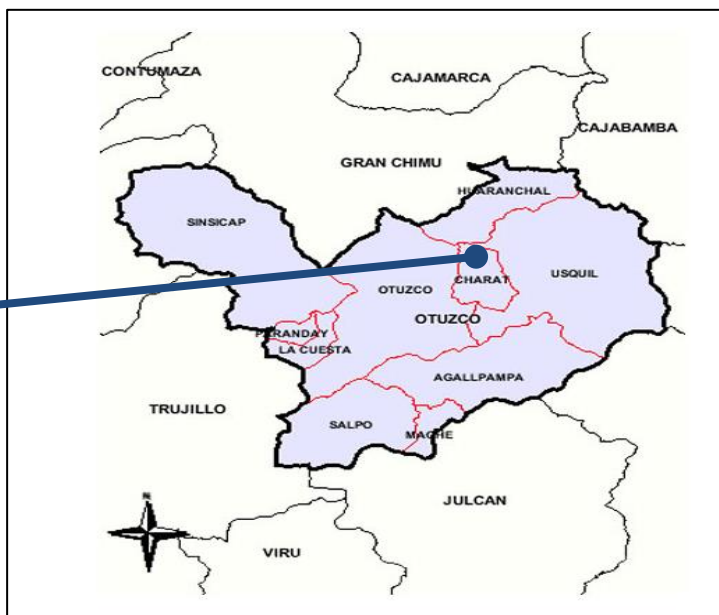 CONTUMAZA
CAJAMARCA
CAJABAMBA
GRAN CHIMU
HUARANCHAL
SINSICAP
USQUIL
CHARAT
OTUZCO
OTUZCO
PARANDAY
LA CUESTA
AGALLPAMPA
TRUJILLO
SALPO
MACHE
JULCAN
N
VIRU